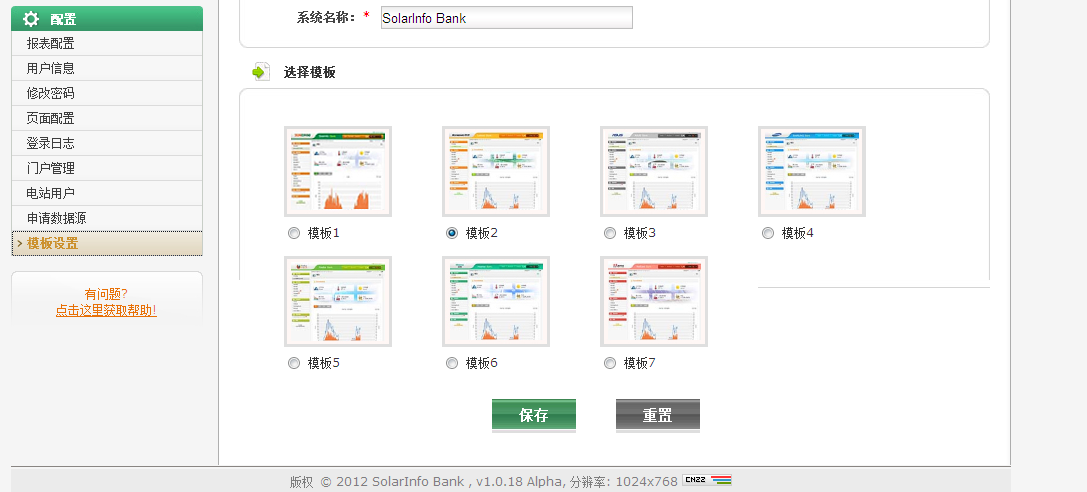 配置
报表配置
用户信息
修改密码
页面配置
登录日志
门户管理
电站用户
申请数据源
模板设置
有问题?
点击这里获取帮助!
系统名称: * SolarInfo Bank
选择模板
模板1 模板2 模板3 模板4
模板5 模板6 模板7
保存 重置
版权 © 2012 SolarInfo Bank , v1.0.18 Alpha, 分辨率: 1024x768 CNZZ